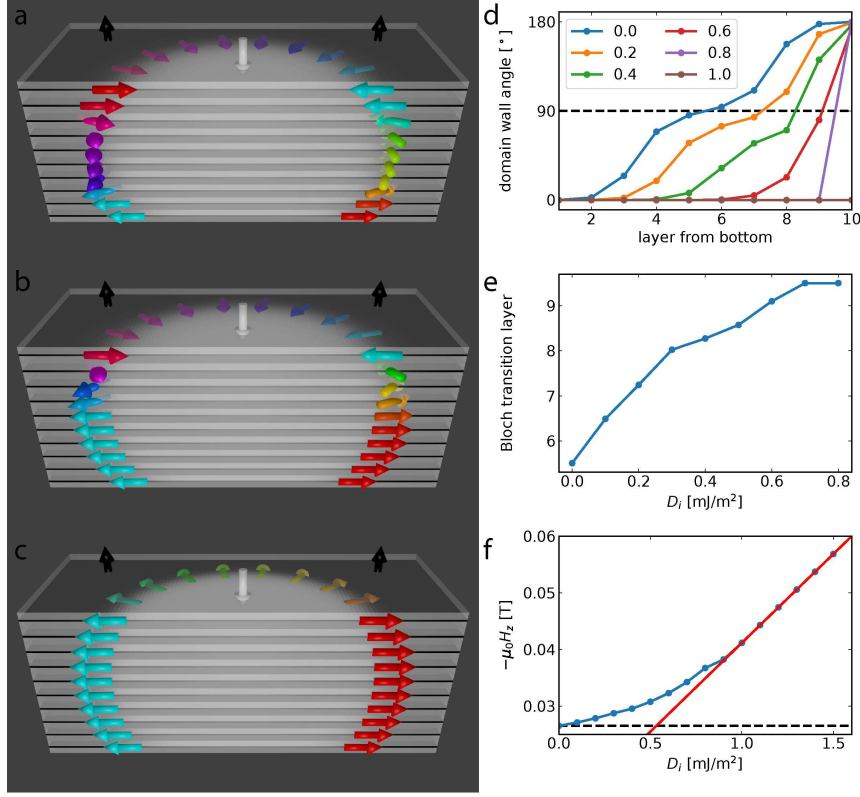 a
b
c
d
180
90
0
domain wall angle [ ° ]
0.0
0.2
0.4
0.6
0.8
1.0
2
4
6
8
10
layer from bottom
e
9
8
7
6
Bloch transition layer
0.0
0.2
0.4
0.6
0.8
D_i [mJ/m²]
f
0.06
0.05
0.04
0.03
−μ₀H_z [T]
0.0
0.5
1.0
1.5
D_i [mJ/m²]